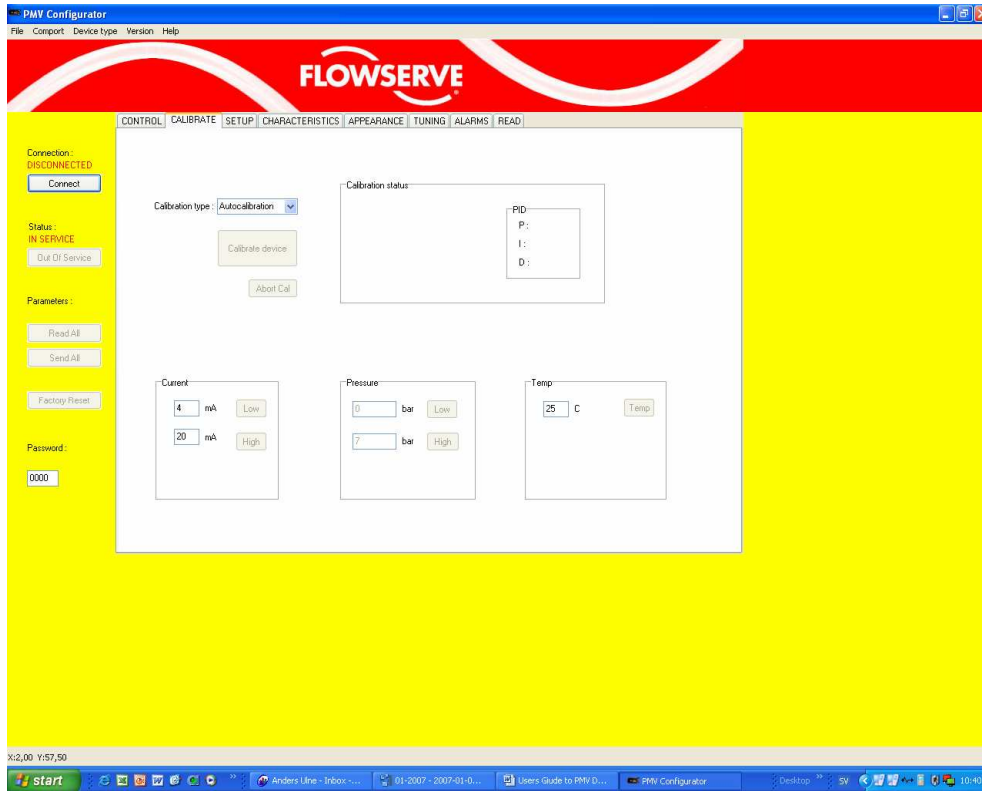 PMV Configurator
File Comport Device type Version Help
FLOWSERVE
CONTROL CALIBRATE SETUP CHARACTERISTICS APPEARANCE TUNING ALARMS READ
Connection :
DISCONNECTED
Connect
Status :
IN SERVICE
Out Of Service
Parameters :
Read All
Send All
Factory Reset
Password :
0000
Calibration type : Autocalibration
Calibrate device
Abort Cal
Calibration status
PID
P :
I :
D :
Current
4 mA Low
20 mA High
Pressure
0 bar Low
7 bar High
Temp
25 C Temp
X:2,00 Y:57,50
start
Anders Ulne - Inbox -...
01-2007 - 2007-01-0...
Users Giude to PMV D...
PMV Configurator
Desktop
SV
10:40